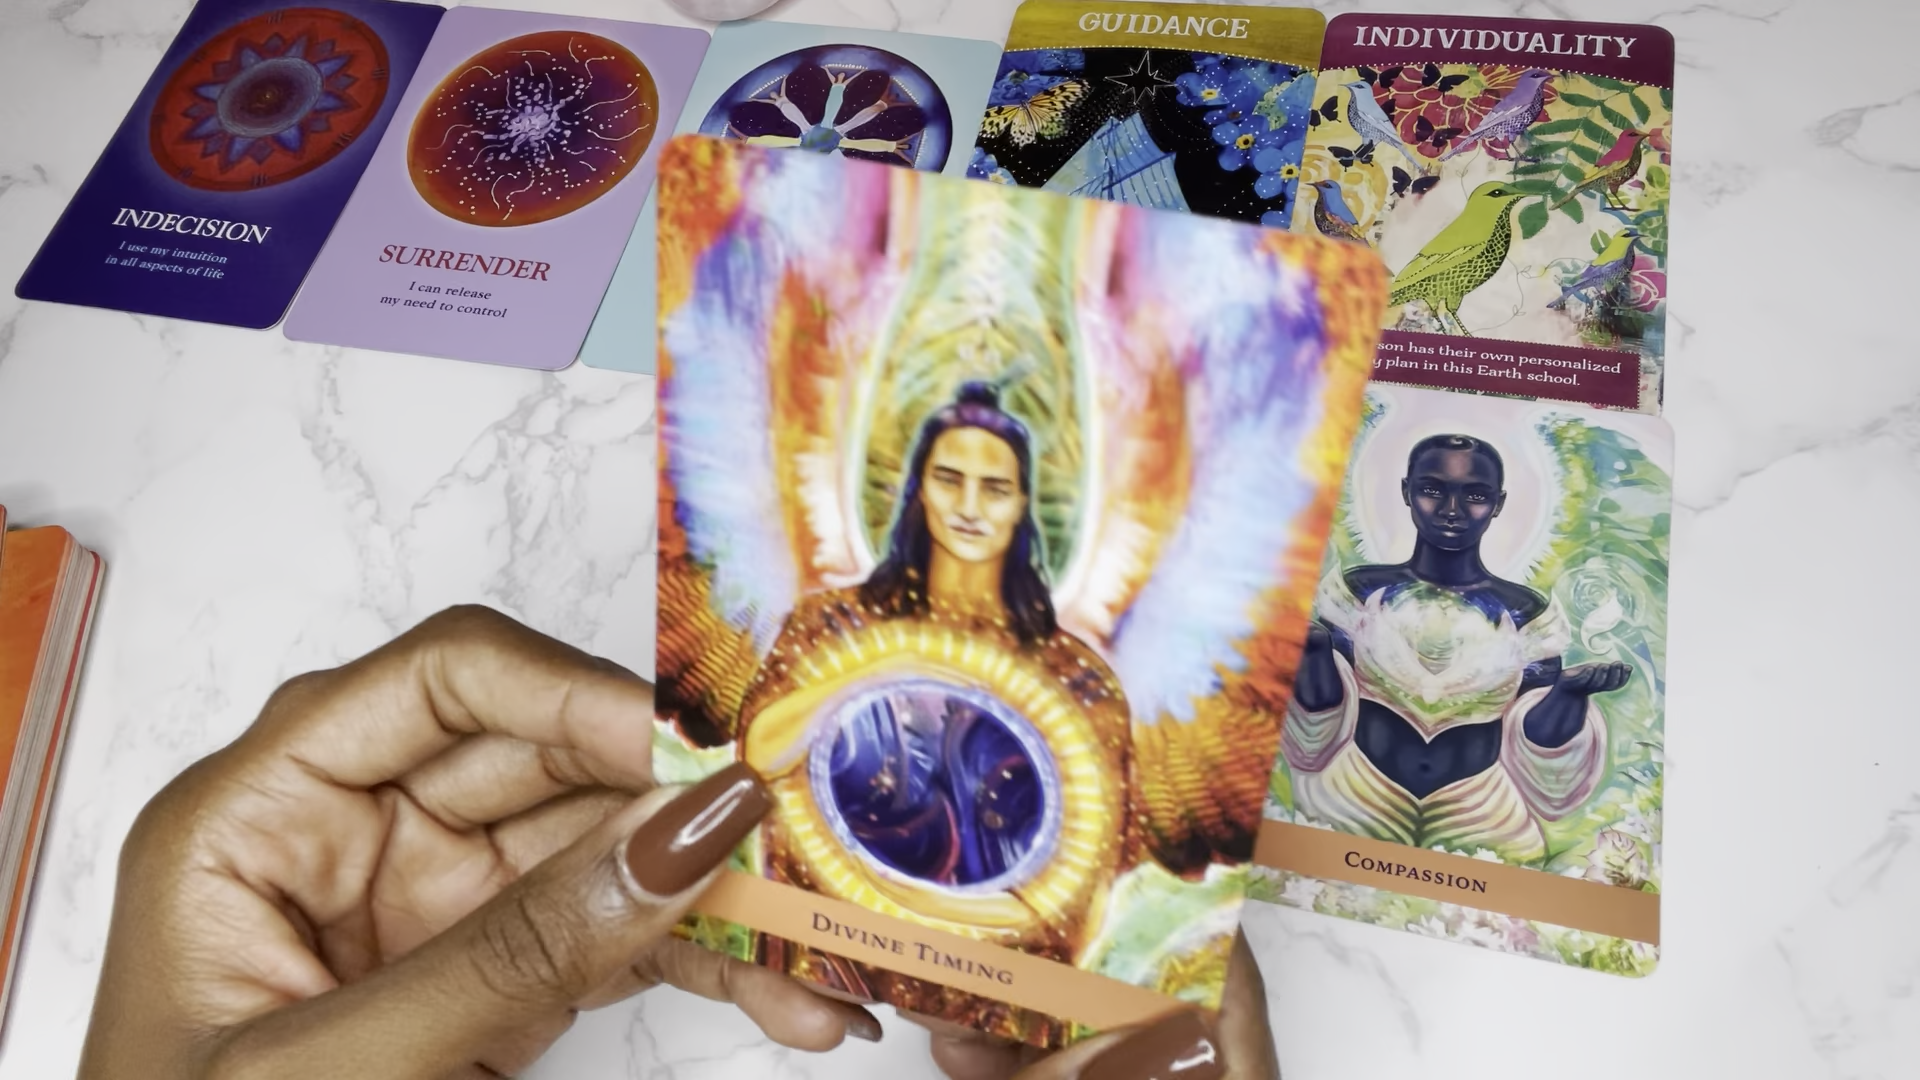 INDECISION
I use my intuition
in all aspects of life
SURRENDER
I can release
my need to control
GUIDANCE
INDIVIDUALITY
has their own personalized
plan in this Earth school.
DIVINE TIMING
COMPASSION